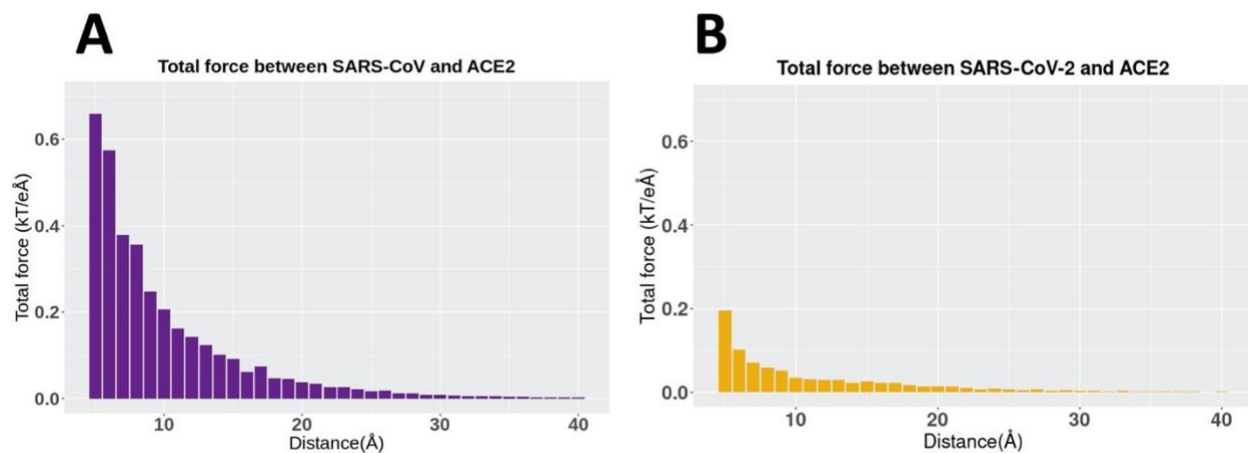 A
Total force between SARS-CoV and ACE2
Total force (kT/eÅ)
0.6
0.4
0.2
0.0
10
20
30
40
Distance(Å)
B
Total force between SARS-CoV-2 and ACE2
Total force (kT/eÅ)
0.6
0.4
0.2
0.0
10
20
30
40
Distance(Å)